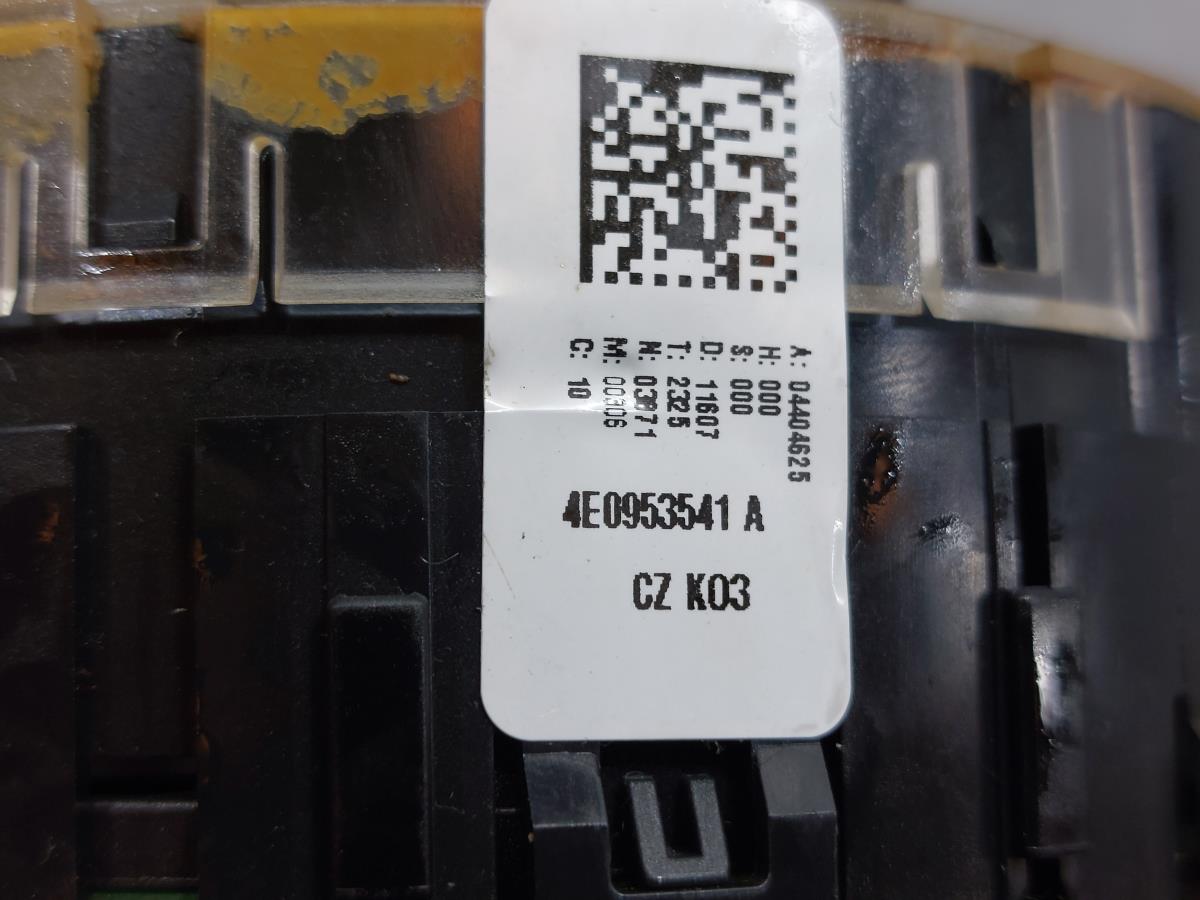 A: 04404625
H: 000
S: 000
D: 11607
T: 2325
N: 03871
M: 00306
C: 10
4E0953541 A
CZ K03